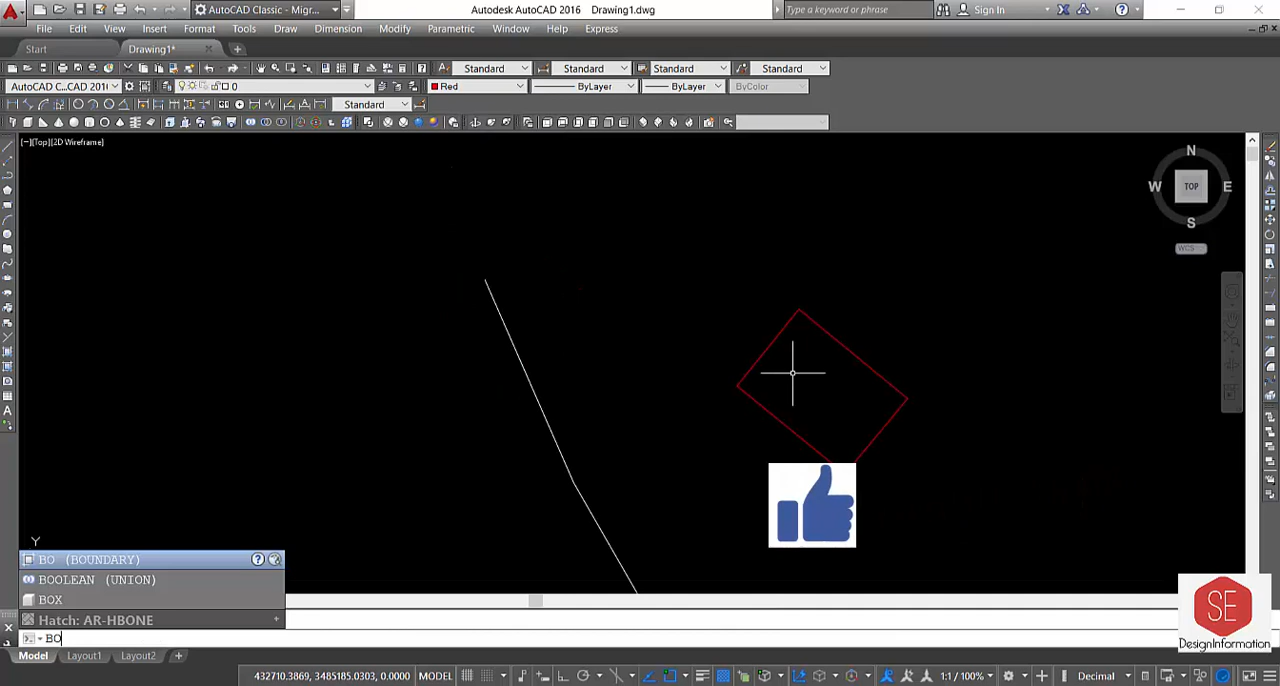 AutoCAD Classic - Migr... Autodesk AutoCAD 2016 Drawing1.dwg Type a keyword or phrase Sign In
File Edit View Insert Format Tools Draw Dimension Modify Parametric Window Help Express
Start Drawing1*
Standard Standard Standard Standard
AutoCAD C...CAD 2016 0 Red ByLayer ByLayer ByColor
Standard
[−][Top][2D Wireframe]
N
W TOP E
S
WCS
Y
BO (BOUNDARY)
BOOLEAN (UNION)
BOX
Hatch: AR-HBONE
BO
SE
DesignInformation
Model Layout1 Layout2
432710.3869, 3485185.0303, 0.0000 MODEL 1:1 / 100% Decimal